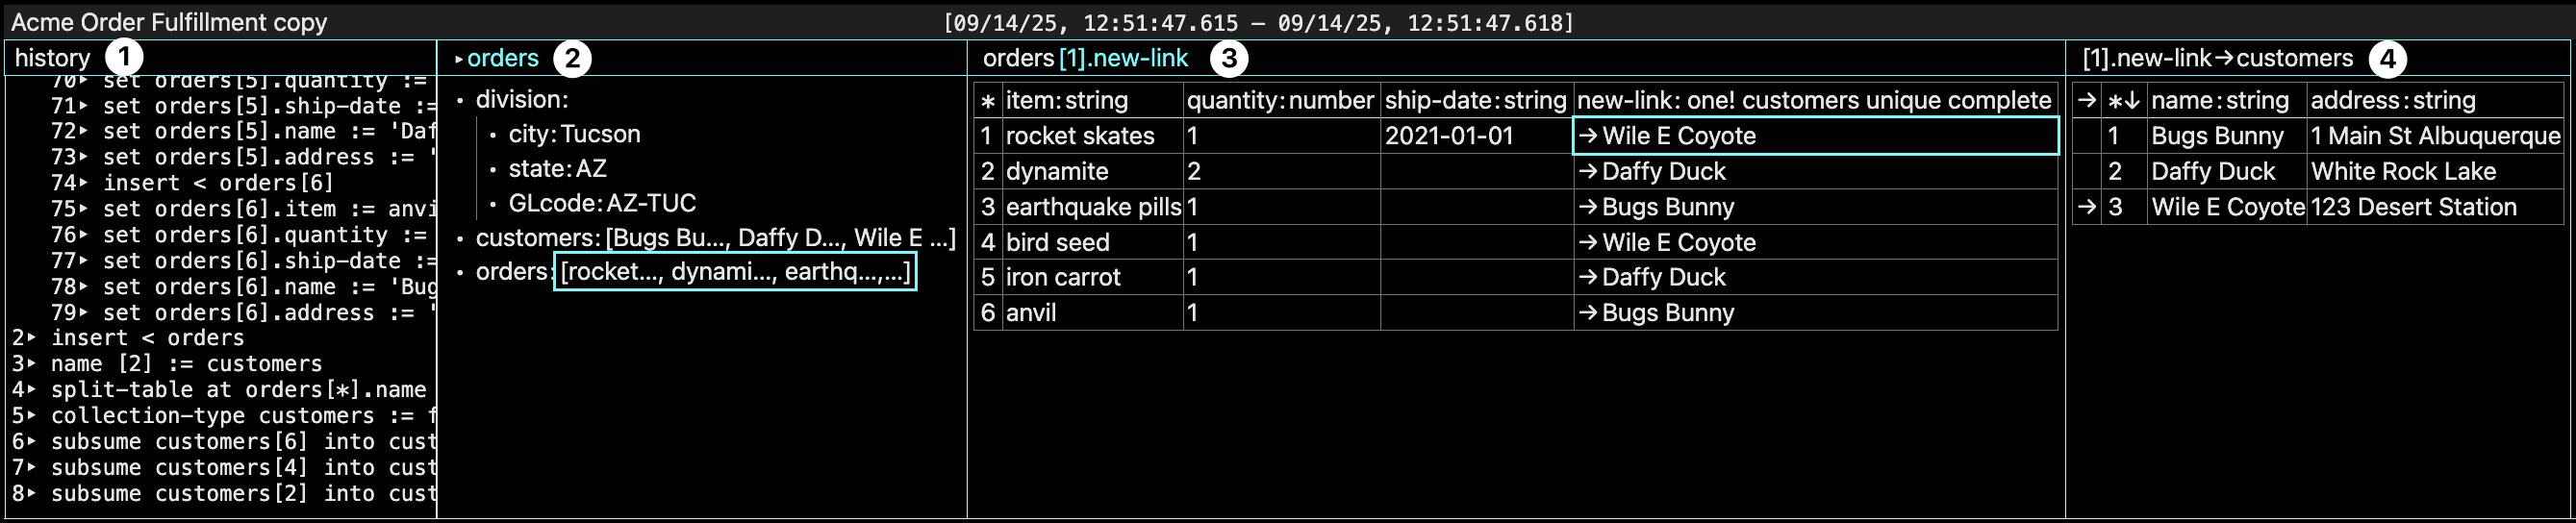 Acme Order Fulfillment copy [09/14/25, 12:51:47.615 – 09/14/25, 12:51:47.618]
history 1
70▸ set orders[5].quantity :=
71▸ set orders[5].ship-date :=
72▸ set orders[5].name := 'Daf
73▸ set orders[5].address := '
74▸ insert < orders[6]
75▸ set orders[6].item := anvi
76▸ set orders[6].quantity :=
77▸ set orders[6].ship-date :=
78▸ set orders[6].name := 'Bug
79▸ set orders[6].address := '
2▸ insert < orders
3▸ name [2] := customers
4▸ split-table at orders[*].name
5▸ collection-type customers := f
6▸ subsume customers[6] into cust
7▸ subsume customers[4] into cust
8▸ subsume customers[2] into cust
▸orders 2
• division:
• city: Tucson
• state: AZ
• GLcode: AZ-TUC
• customers: [Bugs Bu..., Daffy D..., Wile E ...]
• orders: [rocket..., dynami..., earthq...,...]
orders[1].new-link 3
* item: string quantity: number ship-date: string new-link: one! customers unique complete
1 rocket skates 1 2021-01-01 →Wile E Coyote
2 dynamite 2 →Daffy Duck
3 earthquake pills 1 →Bugs Bunny
4 bird seed 1 →Wile E Coyote
5 iron carrot 1 →Daffy Duck
6 anvil 1 →Bugs Bunny
[1].new-link→customers 4
→ *↓ name: string address: string
1 Bugs Bunny 1 Main St Albuquerque
2 Daffy Duck White Rock Lake
→ 3 Wile E Coyote 123 Desert Station